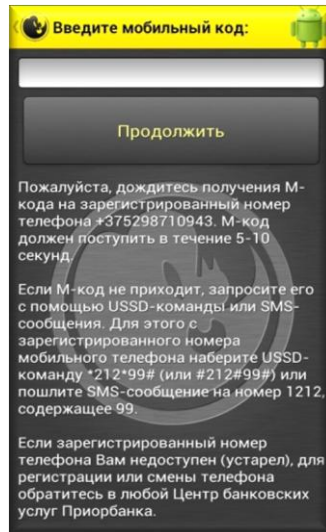 Введите мобильный код:
Продолжить
Пожалуйста, дождитесь получения М-
кода на зарегистрированный номер
телефона +375298710943. М-код
должен поступить в течение 5-10
секунд.
Если М-код не приходит, запросите его
с помощью USSD-команды или SMS-
сообщения. Для этого с
зарегистрированного номера
мобильного телефона наберите USSD-
команду *212*99# (или #212#99#) или
пошлите SMS-сообщение на номер 1212,
содержащее 99.
Если зарегистрированный номер
телефона Вам недоступен (устарел), для
регистрации или смены телефона
обратитесь в любой Центр банковских
услуг Приорбанка.